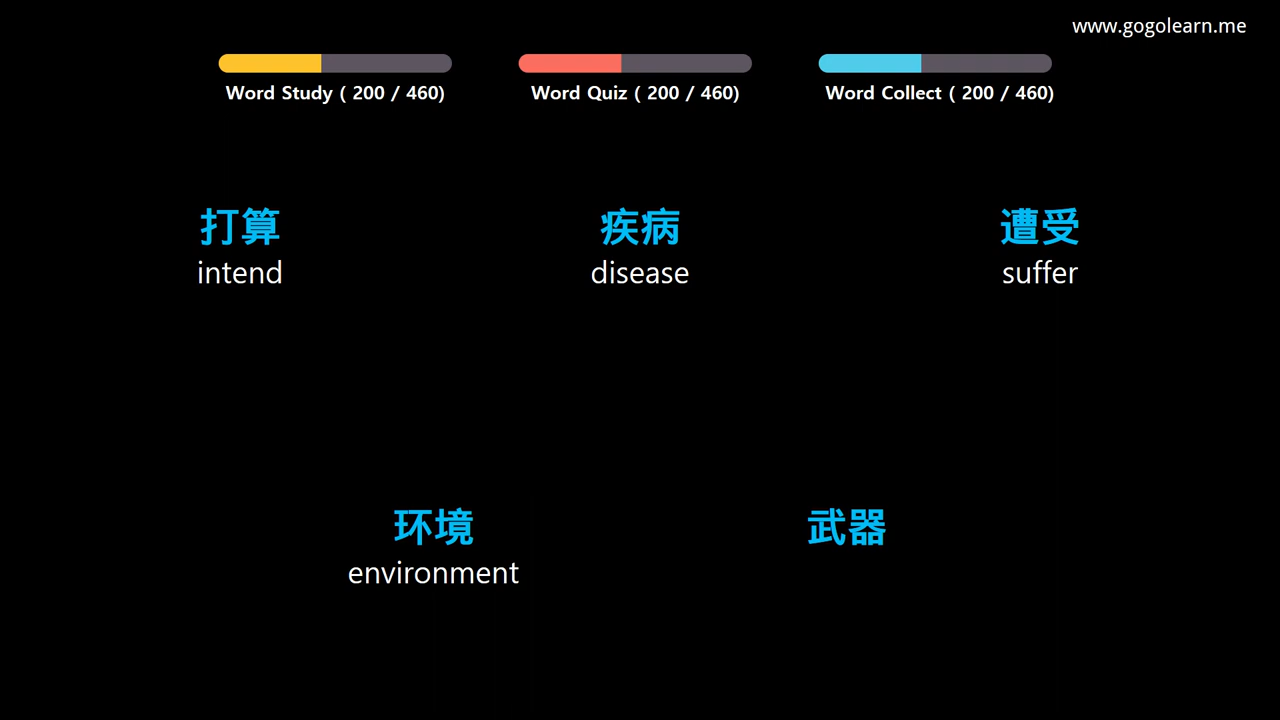 www.gogolearn.me
Word Study ( 200 / 460)
Word Quiz ( 200 / 460)
Word Collect ( 200 / 460)
打算
intend
疾病
disease
遭受
suffer
环境
environment
武器